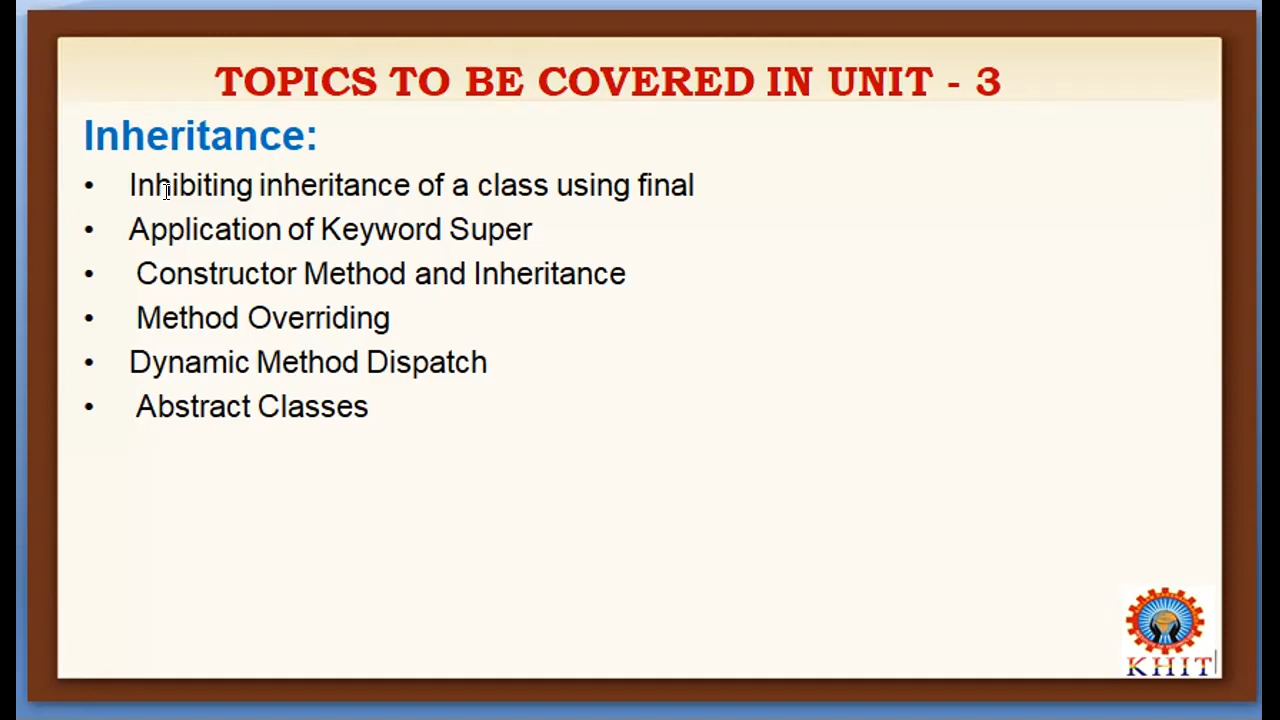 TOPICS TO BE COVERED IN UNIT - 3
Inheritance:
• Inhibiting inheritance of a class using final
• Application of Keyword Super
• Constructor Method and Inheritance
• Method Overriding
• Dynamic Method Dispatch
• Abstract Classes
KHIT